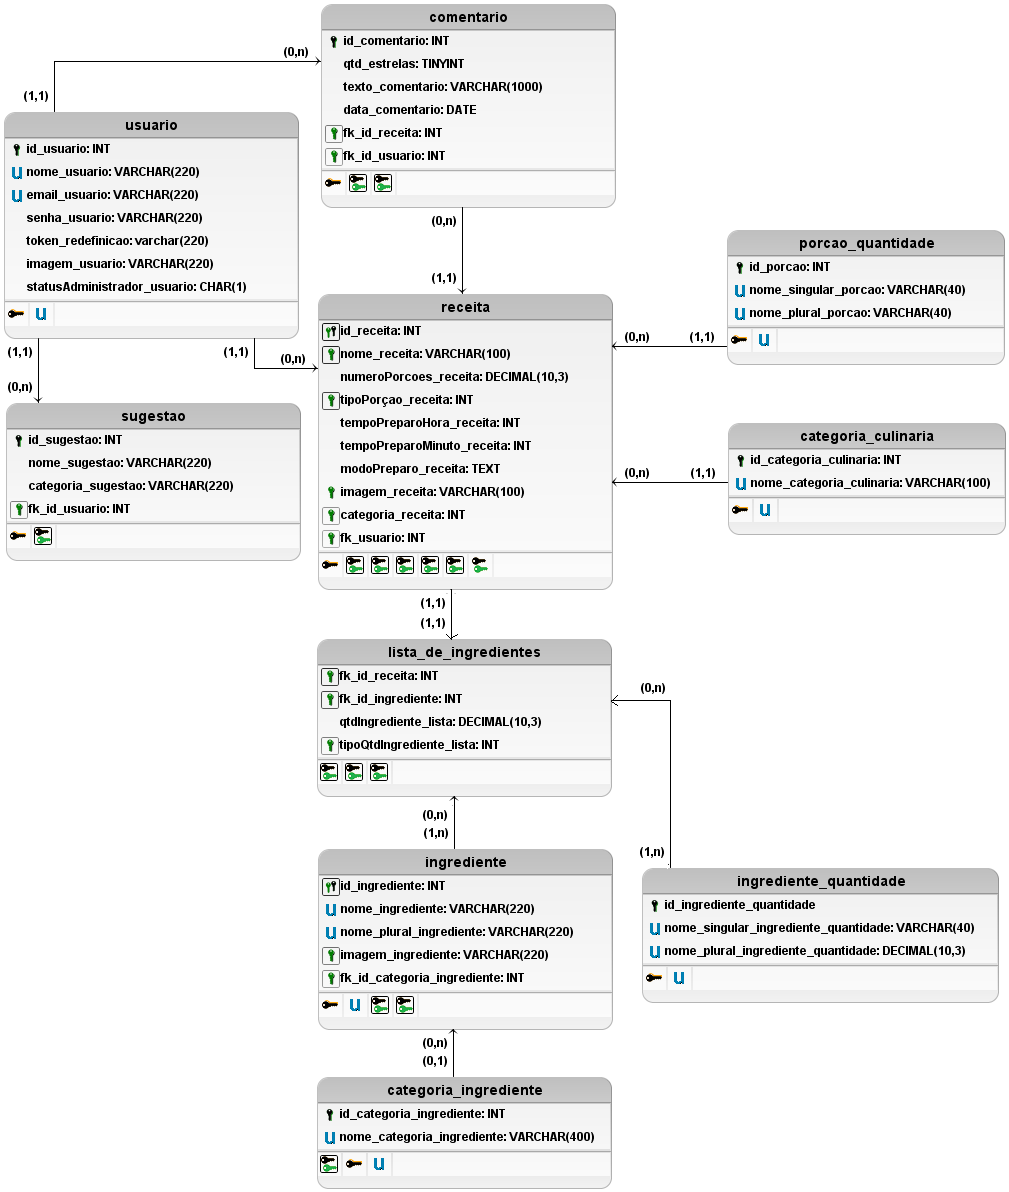 comentario
id_comentario: INT
qtd_estrelas: TINYINT
texto_comentario: VARCHAR(1000)
data_comentario: DATE
fk_id_receita: INT
fk_id_usuario: INT
(0,n)
(1,1)
usuario
id_usuario: INT
U nome_usuario: VARCHAR(220)
U email_usuario: VARCHAR(220)
senha_usuario: VARCHAR(220)
token_redefinicao: varchar(220)
imagem_usuario: VARCHAR(220)
statusAdministrador_usuario: CHAR(1)
U
(0,n)
(1,1)
porcao_quantidade
id_porcao: INT
U nome_singular_porcao: VARCHAR(40)
U nome_plural_porcao: VARCHAR(40)
U
(1,1)
(0,n)
(1,1)
(0,n)
(0,n)
(1,1)
receita
id_receita: INT
nome_receita: VARCHAR(100)
numeroPorcoes_receita: DECIMAL(10,3)
tipoPorçao_receita: INT
tempoPreparoHora_receita: INT
tempoPreparoMinuto_receita: INT
modoPreparo_receita: TEXT
imagem_receita: VARCHAR(100)
categoria_receita: INT
fk_usuario: INT
sugestao
id_sugestao: INT
nome_sugestao: VARCHAR(220)
categoria_sugestao: VARCHAR(220)
fk_id_usuario: INT
categoria_culinaria
id_categoria_culinaria: INT
U nome_categoria_culinaria: VARCHAR(100)
U
(0,n)
(1,1)
(1,1)
(1,1)
lista_de_ingredientes
fk_id_receita: INT
fk_id_ingrediente: INT
qtdIngrediente_lista: DECIMAL(10,3)
tipoQtdIngrediente_lista: INT
(0,n)
(1,n)
(0,n)
(1,n)
ingrediente
id_ingrediente: INT
U nome_ingrediente: VARCHAR(220)
U nome_plural_ingrediente: VARCHAR(220)
imagem_ingrediente: VARCHAR(220)
fk_id_categoria_ingrediente: INT
U
ingrediente_quantidade
id_ingrediente_quantidade
U nome_singular_ingrediente_quantidade: VARCHAR(40)
U nome_plural_ingrediente_quantidade: DECIMAL(10,3)
U
(0,n)
(0,1)
categoria_ingrediente
id_categoria_ingrediente: INT
U nome_categoria_ingrediente: VARCHAR(400)
U